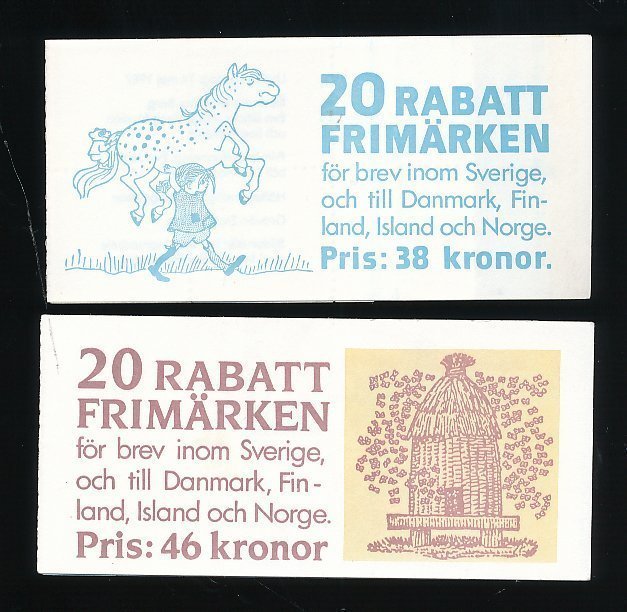 20 RABATT
FRIMÄRKEN
för brev inom Sverige,
och till Danmark, Fin-
land, Island och Norge.
Pris: 38 kronor.
20 RABATT
FRIMÄRKEN
för brev inom Sverige,
och till Danmark, Fin-
land, Island och Norge.
Pris: 46 kronor